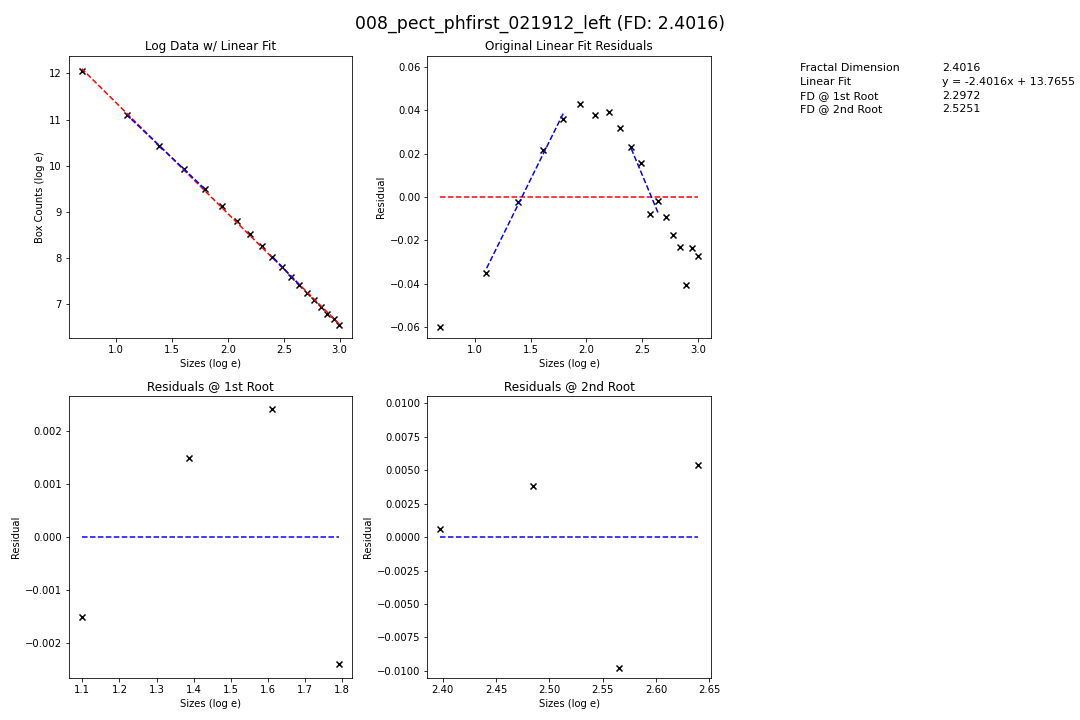 008_pect_phfirst_021912_left (FD: 2.4016)
Log Data w/ Linear Fit
12
11
10
9
8
7
Box Counts (log e)
1.0 1.5 2.0 2.5 3.0
Sizes (log e)
Original Linear Fit Residuals
0.06
0.04
0.02
0.00
−0.02
−0.04
−0.06
Residual
1.0 1.5 2.0 2.5 3.0
Sizes (log e)
Fractal Dimension 2.4016
Linear Fit y = -2.4016x + 13.7655
FD @ 1st Root 2.2972
FD @ 2nd Root 2.5251
Residuals @ 1st Root
0.002
0.001
0.000
−0.001
−0.002
Residual
1.1 1.2 1.3 1.4 1.5 1.6 1.7 1.8
Sizes (log e)
Residuals @ 2nd Root
0.0100
0.0075
0.0050
0.0025
0.0000
−0.0025
−0.0050
−0.0075
−0.0100
Residual
2.40 2.45 2.50 2.55 2.60 2.65
Sizes (log e)